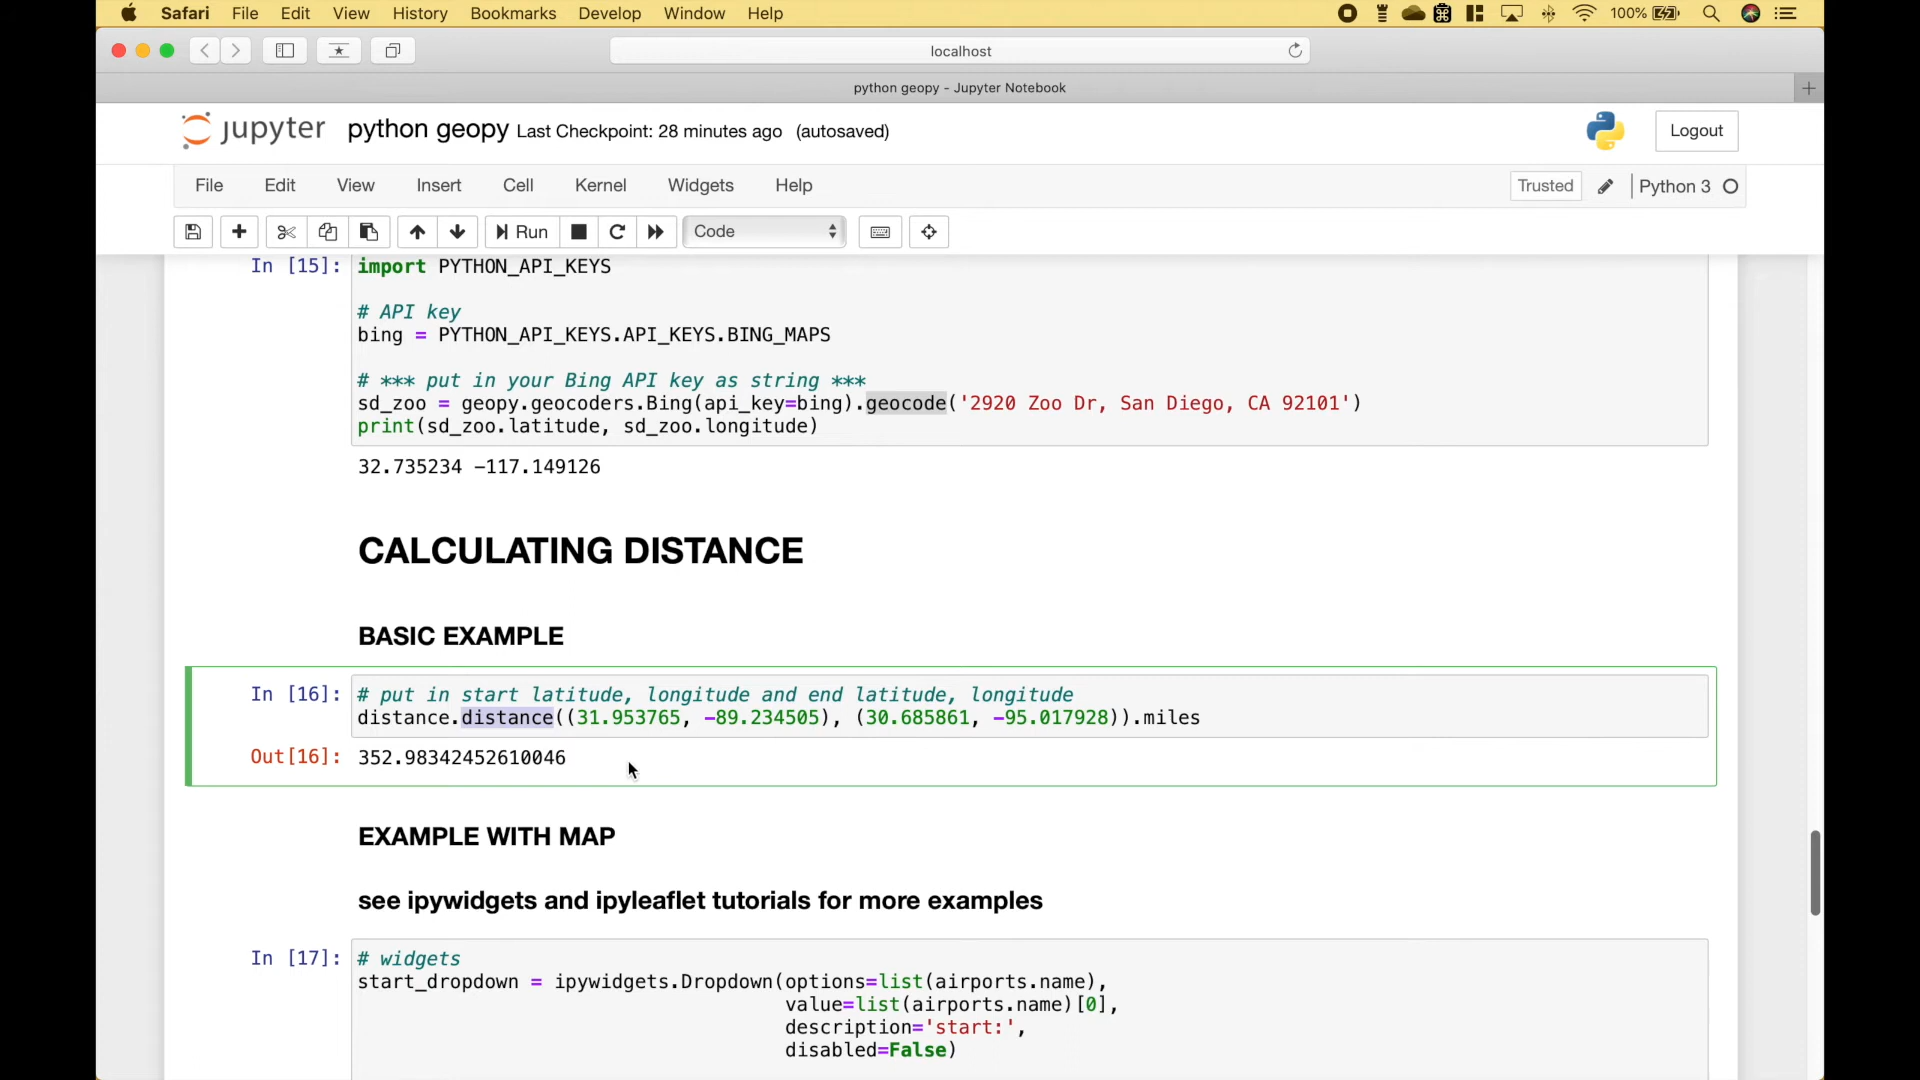 Safari File Edit View History Bookmarks Develop Window Help 100%
localhost
python geopy - Jupyter Notebook
jupyter python geopy Last Checkpoint: 28 minutes ago (autosaved) Logout
File Edit View Insert Cell Kernel Widgets Help Trusted Python 3
Run Code
In [15]: import PYTHON_API_KEYS
# API key
bing = PYTHON_API_KEYS.API_KEYS.BING_MAPS
# *** put in your Bing API key as string ***
sd_zoo = geopy.geocoders.Bing(api_key=bing).geocode('2920 Zoo Dr, San Diego, CA 92101')
print(sd_zoo.latitude, sd_zoo.longitude)
32.735234 -117.149126
CALCULATING DISTANCE
BASIC EXAMPLE
In [16]: # put in start latitude, longitude and end latitude, longitude
distance.distance((31.953765, -89.234505), (30.685861, -95.017928)).miles
Out[16]: 352.98342452610046
EXAMPLE WITH MAP
see ipywidgets and ipyleaflet tutorials for more examples
In [17]: # widgets
start_dropdown = ipywidgets.Dropdown(options=list(airports.name),
value=list(airports.name)[0],
description='start:',
disabled=False)